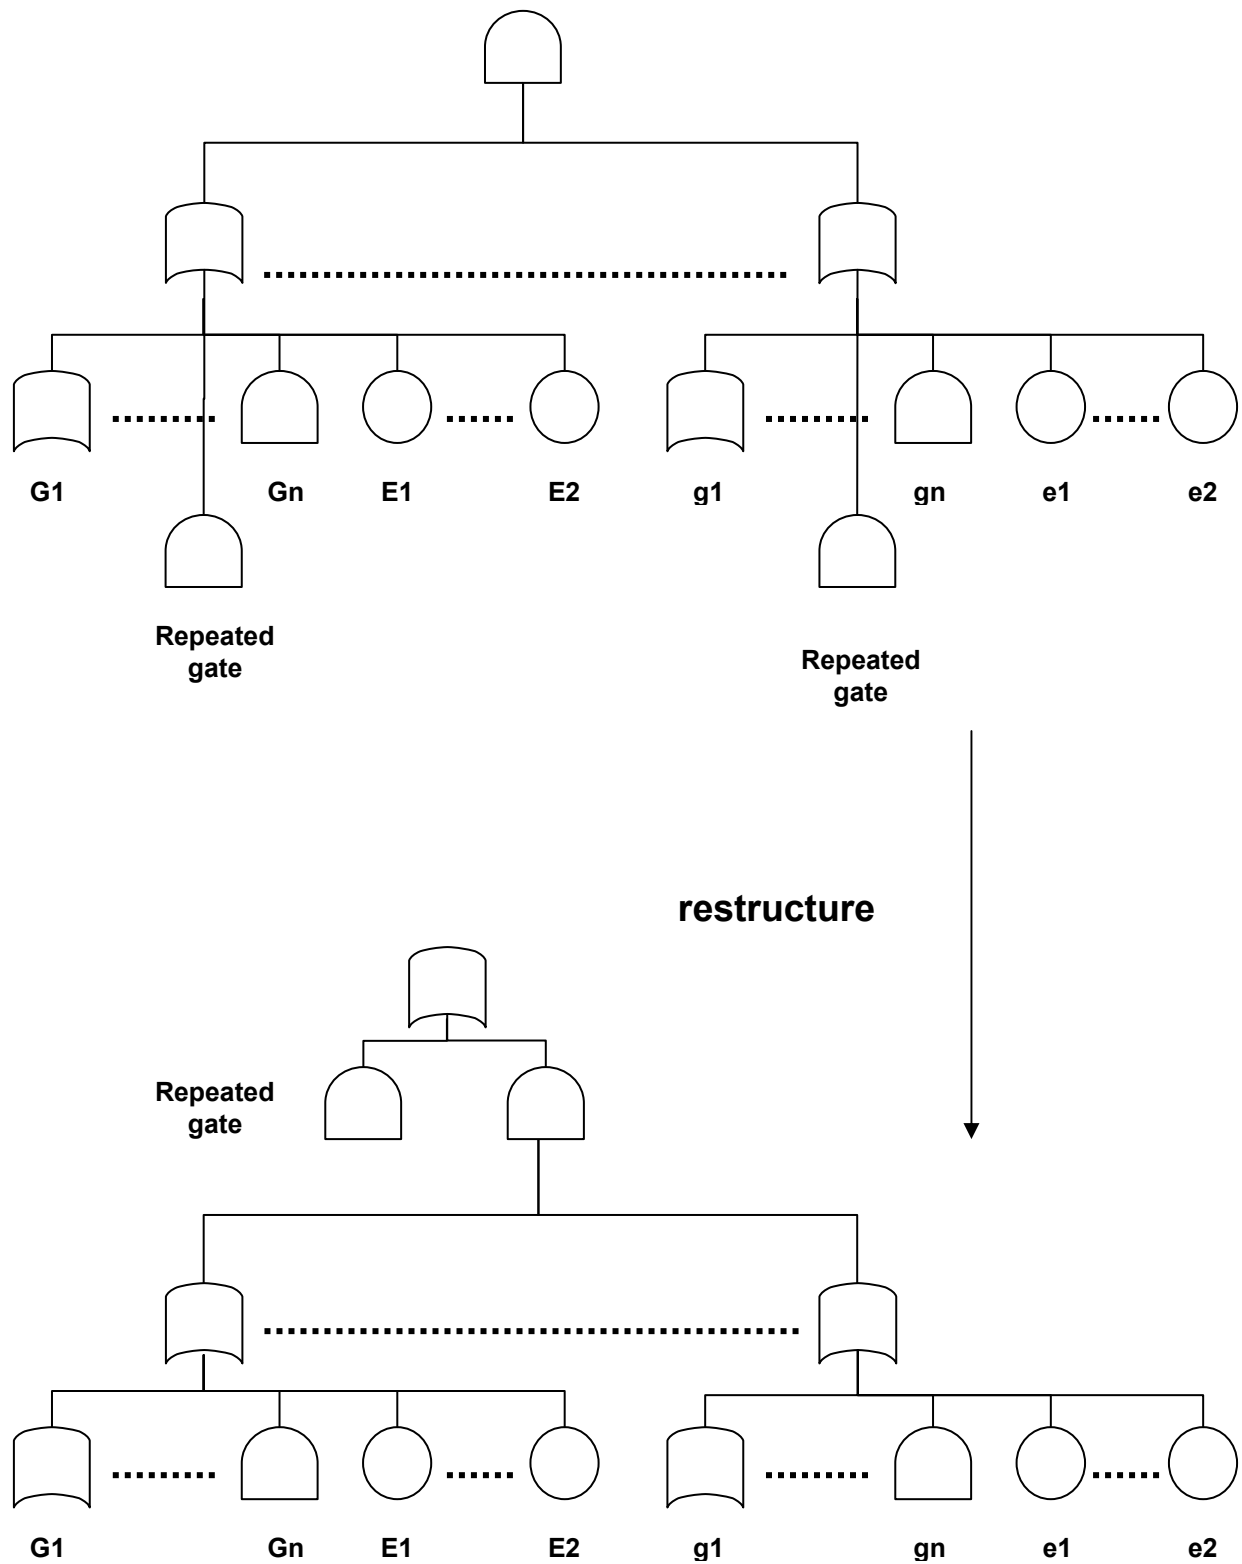 G1 Gn E1 E2 g1 gn e1 e2
Repeated
gate
Repeated
gate
restructure
Repeated
gate
G1 Gn E1 E2 g1 gn e1 e2